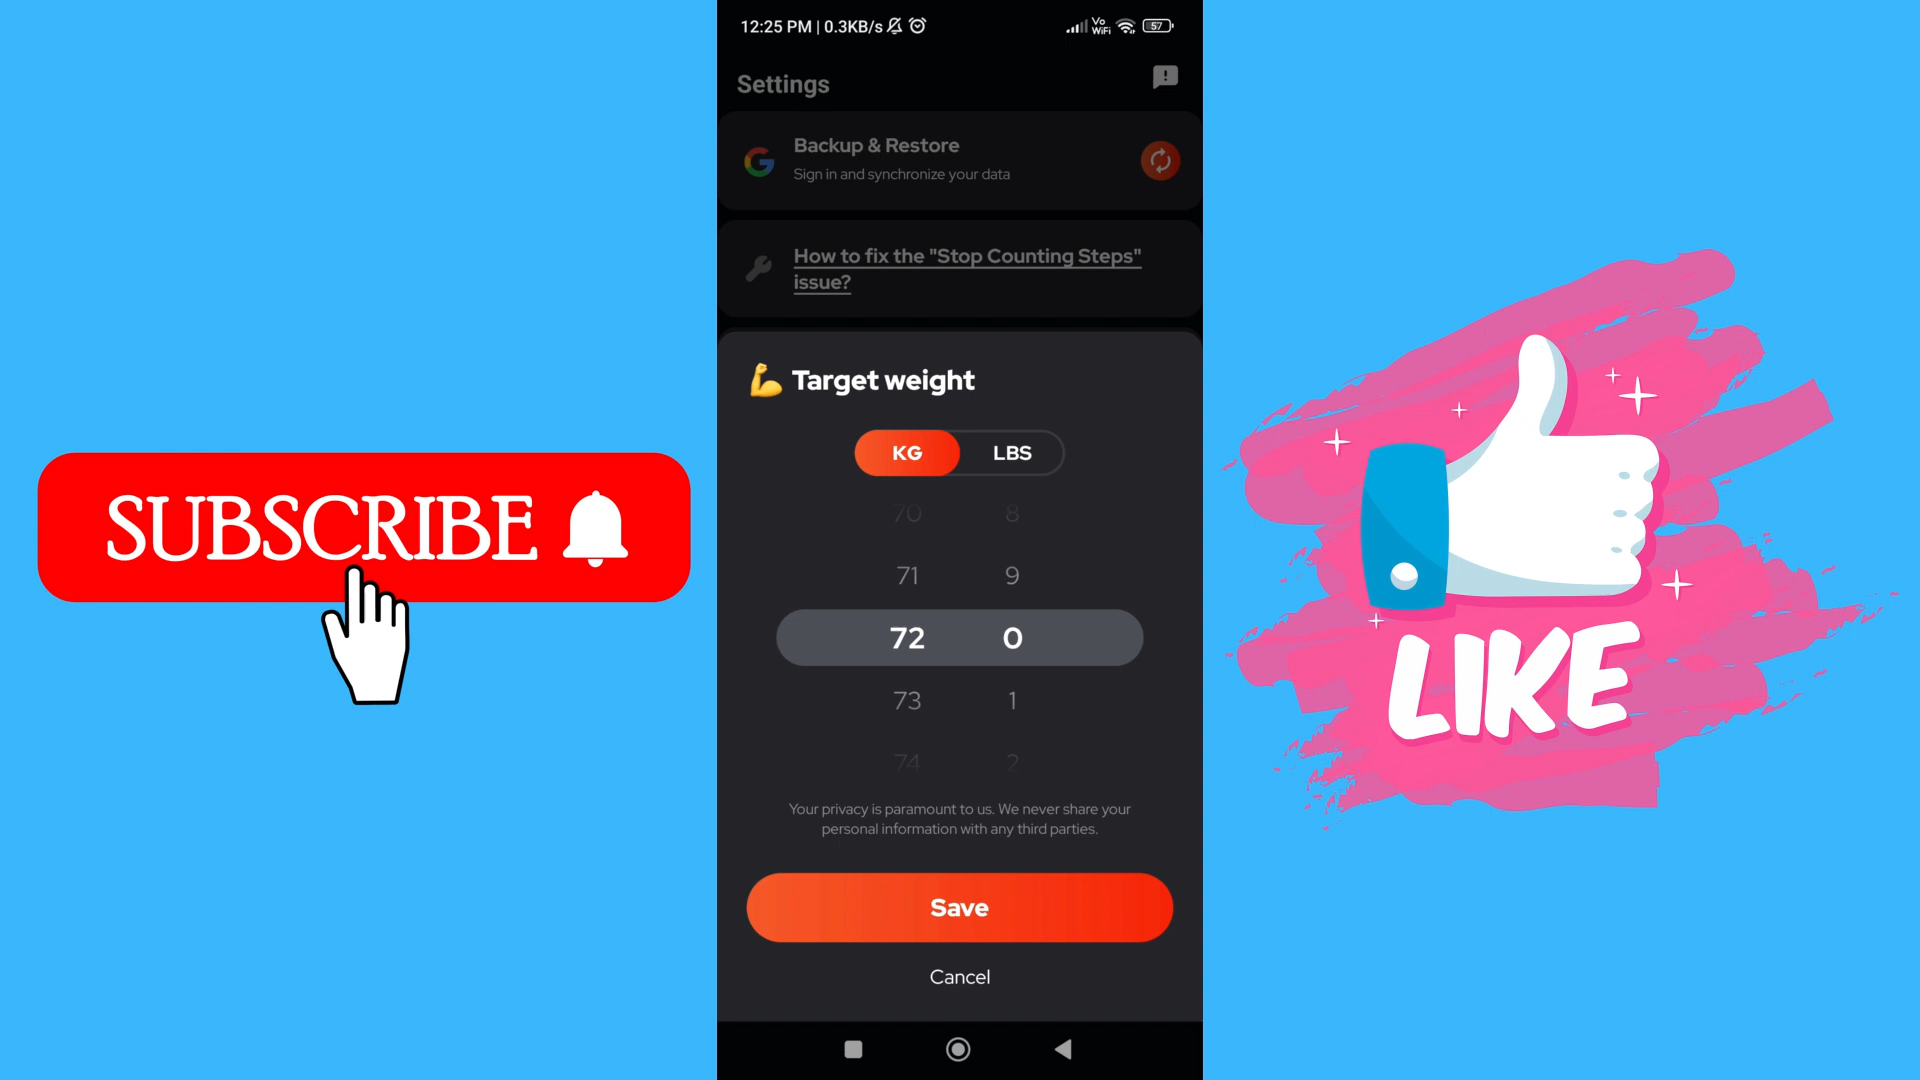 12:25 PM | 0.3KB/s
Vo
WiFi
57
Settings
Backup & Restore
Sign in and synchronize your data
How to fix the "Stop Counting Steps"
issue?
💪 Target weight
KG LBS
70 8
71 9
72 0
73 1
74 2
Your privacy is paramount to us. We never share your
personal information with any third parties.
Save
Cancel
SUBSCRIBE
LIKE